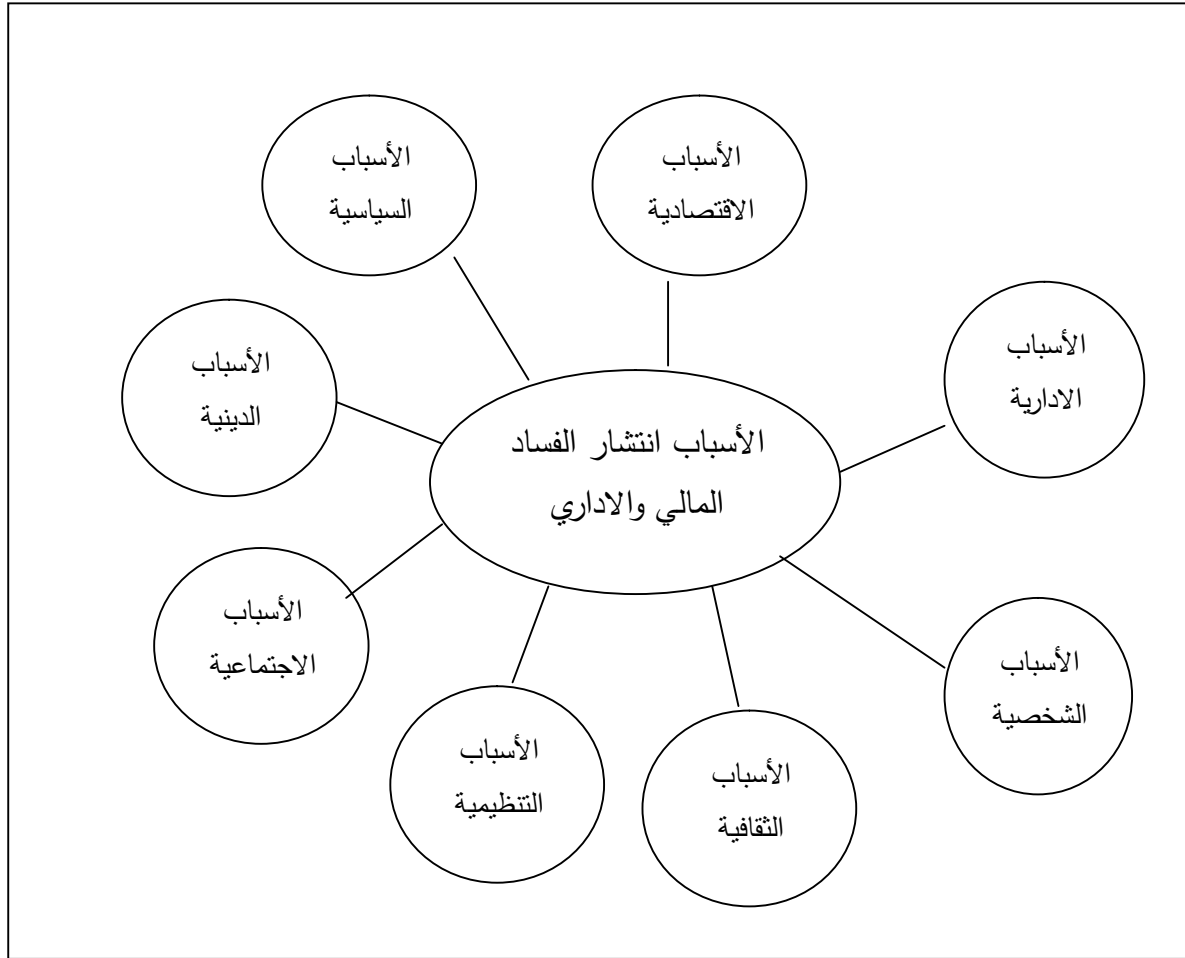 الأسباب
الاقتصادية
الأسباب
السياسية
الأسباب
الادارية
الأسباب
الدينية
الأسباب انتشار الفساد
المالي والاداري
الأسباب
الاجتماعية
الأسباب
الشخصية
الأسباب
التنظيمية
الأسباب
الثقافية